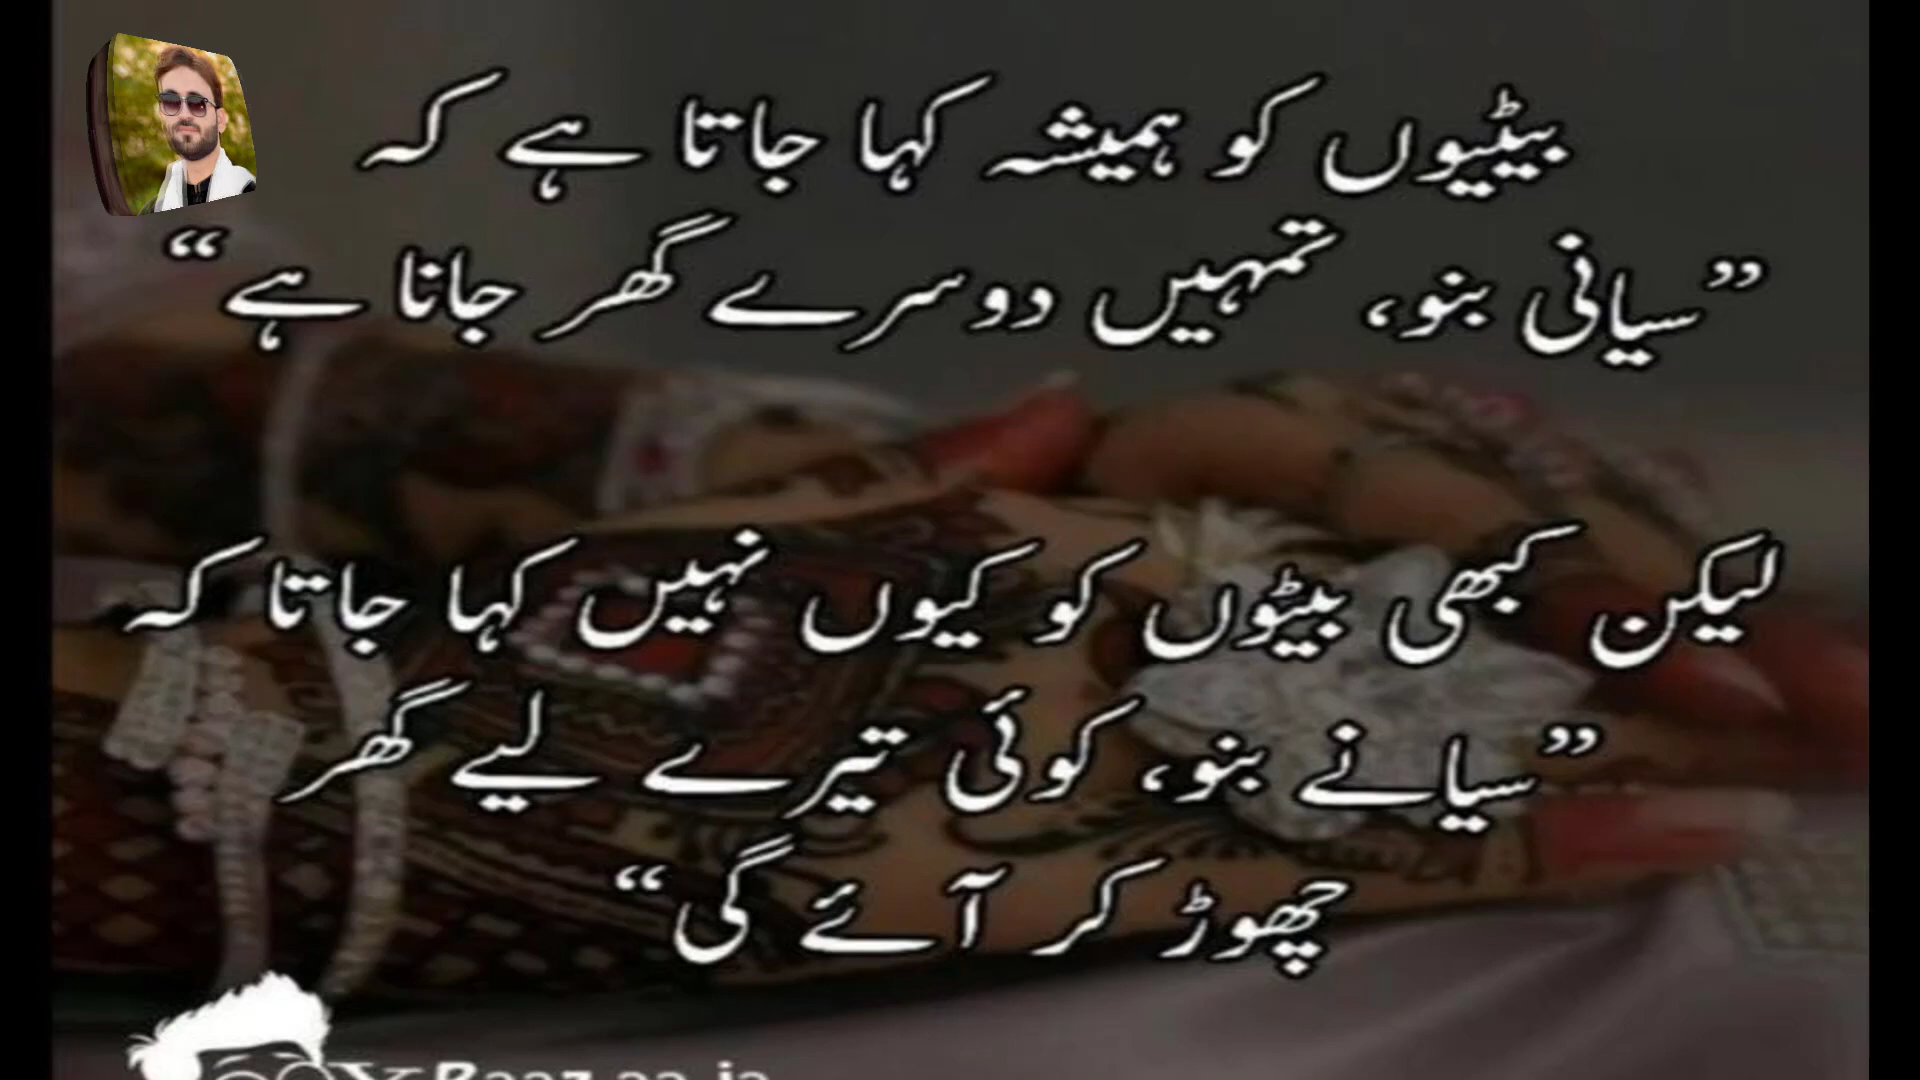 بیٹیوں کو ہمیشہ کہا جاتا ہے کہ
”سیانی بنو، تمہیں دوسرے گھر جانا ہے“
لیکن کبھی بیٹوں کو کیوں نہیں کہا جاتا کہ
”سیانے بنو، کوئی تیرے لیے گھر
چھوڑ کر آئے گی“